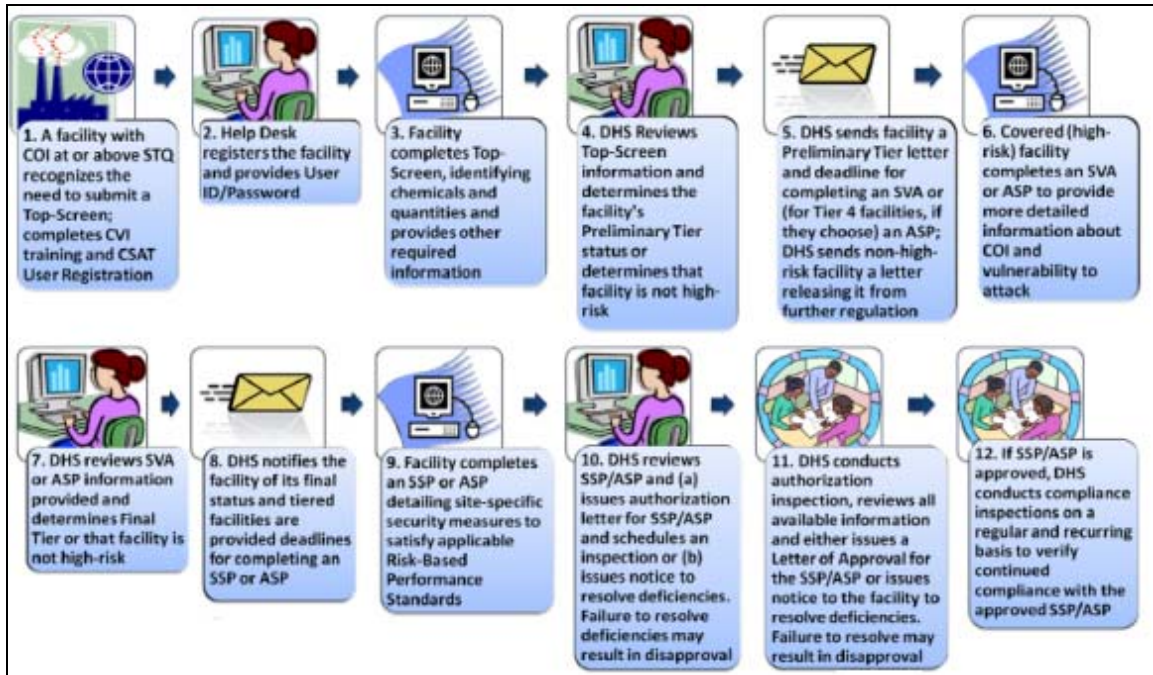 1. A facility with
COI at or above STQ
recognizes the
need to submit a
Top-Screen;
completes CVI
training and CSAT
User Registration
2. Help Desk
registers the facility
and provides User
ID/Password
3. Facility
completes Top-
Screen, identifying
chemicals and
quantities and
provides other
required
information
4. DHS Reviews
Top-Screen
information and
determines the
facility's
Preliminary Tier
status or
determines that
facility is not high-
risk
5. DHS sends facility a
Preliminary Tier letter
and deadline for
completing an SVA or
(for Tier 4 facilities, if
they choose) an ASP;
DHS sends non-high-
risk facility a letter
releasing it from
further regulation
6. Covered (high-
risk) facility
completes an SVA
or ASP to provide
more detailed
information about
COI and
vulnerability to
attack
7. DHS reviews SVA
or ASP information
provided and
determines Final
Tier or that facility is
not high-risk
8. DHS notifies the
facility of its final
status and tiered
facilities are
provided deadlines
for completing an
SSP or ASP
9. Facility completes
an SSP or ASP
detailing site-specific
security measures to
satisfy applicable
Risk-Based
Performance
Standards
10. DHS reviews
SSP/ASP and (a)
issues authorization
letter for SSP/ASP
and schedules an
inspection or (b)
issues notice to
resolve deficiencies.
Failure to resolve
deficiencies may
result in disapproval
11. DHS conducts
authorization
inspection, reviews all
available information
and either issues a
Letter of Approval for
the SSP/ASP or issues
notice to the facility to
resolve deficiencies.
Failure to resolve may
result in disapproval
12. If SSP/ASP is
approved, DHS
conducts compliance
inspections on a
regular and recurring
basis to verify
continued
compliance with the
approved SSP/ASP